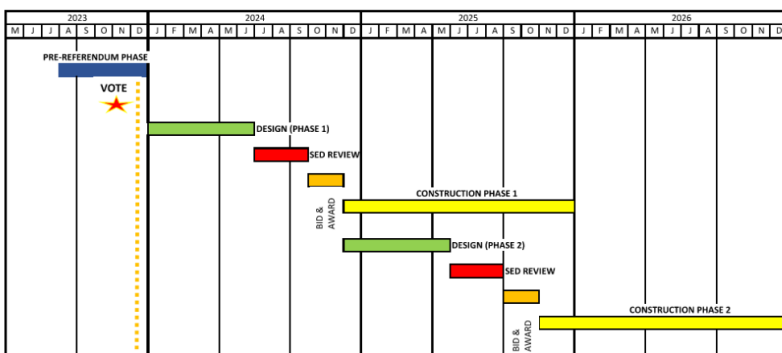 2023 2024 2025 2026
M J J A S O N D J F M A M J J A S O N D J F M A M J J A S O N D J F M A M J J A S O N D
PRE-REFERENDUM PHASE
VOTE
DESIGN (PHASE 1)
SED REVIEW
BID &
AWARD
CONSTRUCTION PHASE 1
DESIGN (PHASE 2)
SED REVIEW
BID &
AWARD
CONSTRUCTION PHASE 2